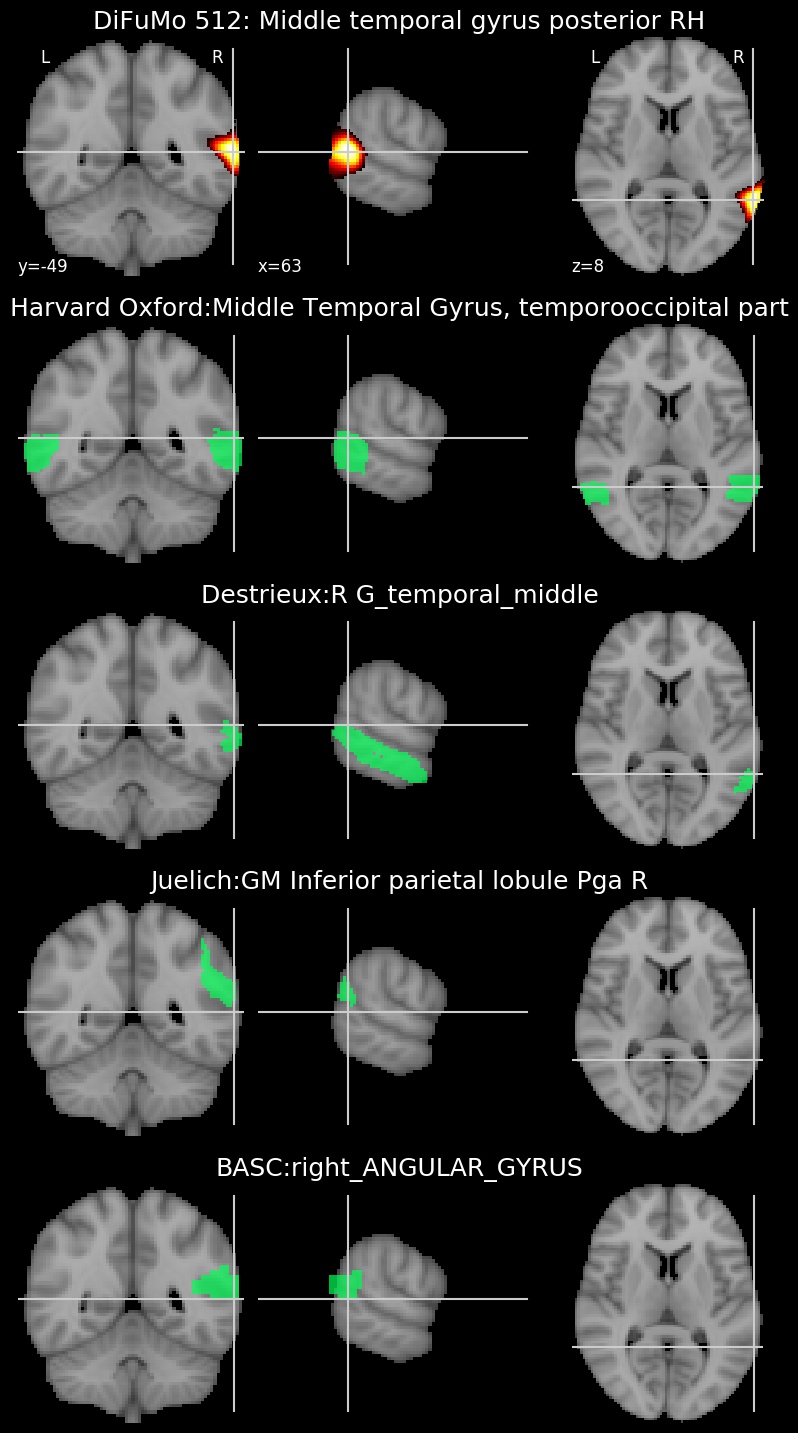 DiFuMo 512: Middle temporal gyrus posterior RH
L R L R
y=-49 x=63 z=8
Harvard Oxford:Middle Temporal Gyrus, temporooccipital part
Destrieux:R G_temporal_middle
Juelich:GM Inferior parietal lobule Pga R
BASC:right_ANGULAR_GYRUS